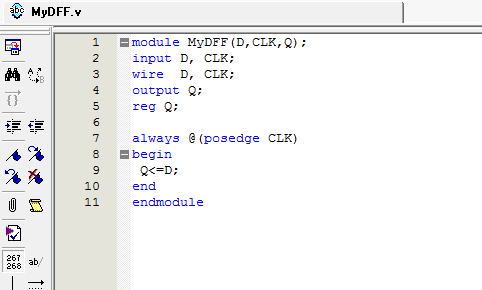 MyDFF.v
1 module MyDFF(D,CLK,Q);
2 input D, CLK;
3 wire  D, CLK;
4 output Q;
5 reg Q;
6
7 always @(posedge CLK)
8 begin
9  Q<=D;
10 end
11 endmodule
267
268
ab/